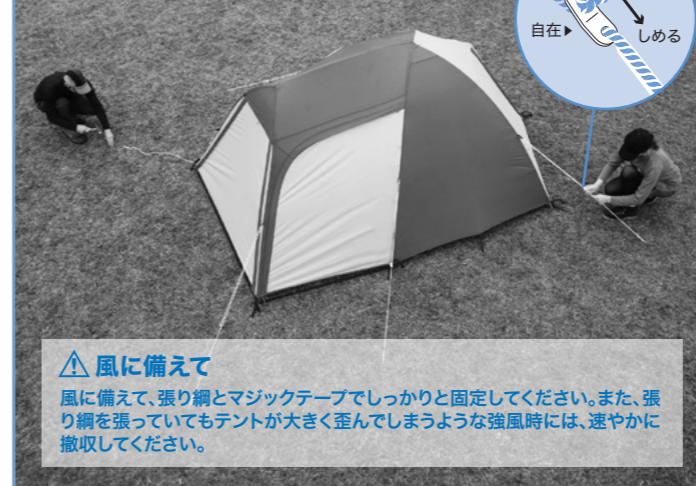 自在▶
しめる
風に備えて
風に備えて、張り綱とマジックテープでしっかりと固定してください。また、張
り綱を張っていてもテントが大きく歪んでしまうような強風時には、速やかに
撤収してください。